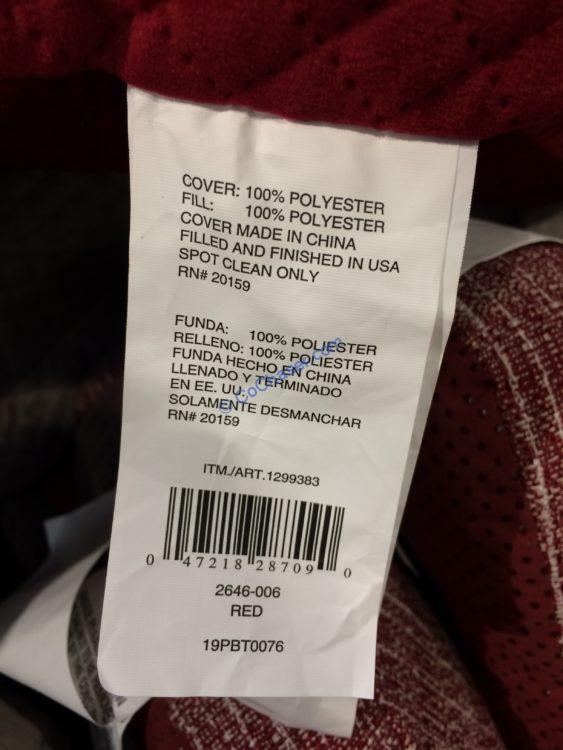 COVER: 100% POLYESTER
FILL: 100% POLYESTER
COVER MADE IN CHINA
FILLED AND FINISHED IN USA
SPOT CLEAN ONLY
RN# 20159
FUNDA: 100% POLIESTER
RELLENO: 100% POLIESTER
FUNDA HECHO EN CHINA
LLENADO Y TERMINADO
EN EE. UU.
SOLAMENTE DESMANCHAR
RN# 20159
© CoChaser.com
ITM./ART.1299383
0 47218 28709 0
2646-006
RED
19PBT0076